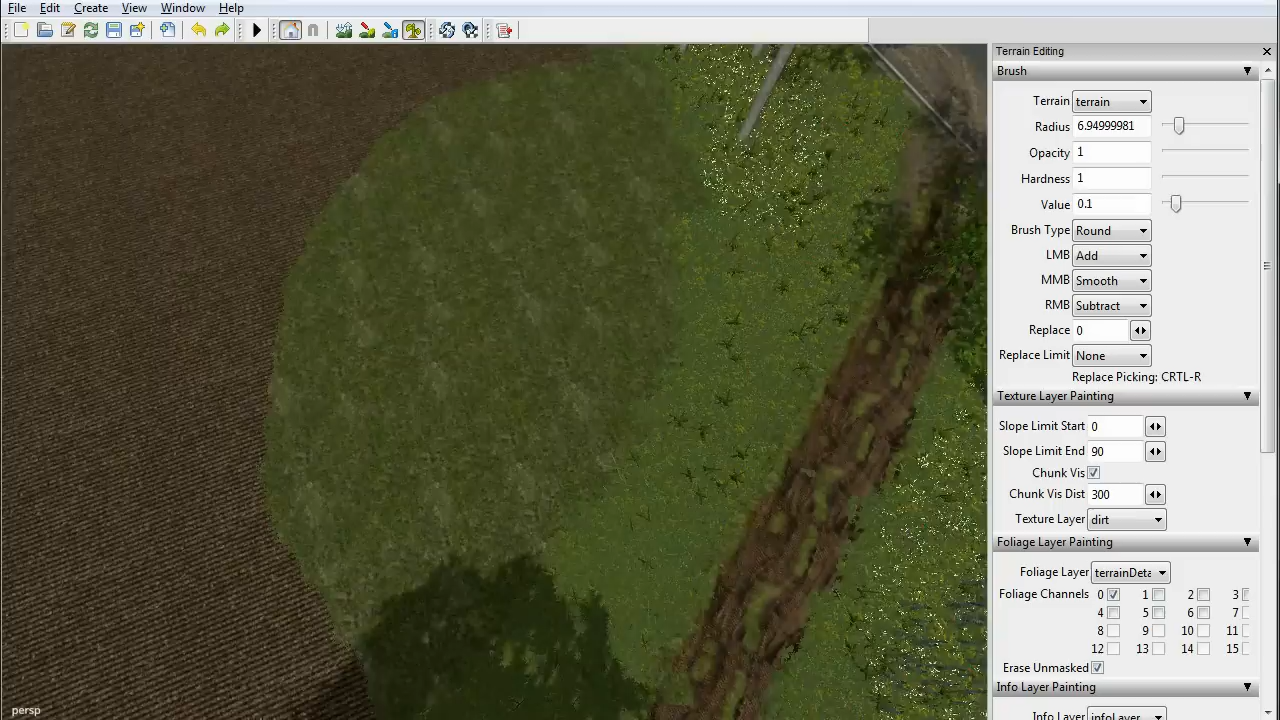 File Edit Create View Window Help
Terrain Editing
Brush
Terrain terrain
Radius 6.94999981
Opacity 1
Hardness 1
Value 0.1
Brush Type Round
LMB Add
MMB Smooth
RMB Subtract
Replace 0
Replace Limit None
Replace Picking: CRTL-R
Texture Layer Painting
Slope Limit Start 0
Slope Limit End 90
Chunk Vis
Chunk Vis Dist 300
Texture Layer dirt
Foliage Layer Painting
Foliage Layer terrainDeta
Foliage Channels 0 1 2 3
4 5 6 7
8 9 10 11
12 13 14 15
Erase Unmasked
Info Layer Painting
Info Layer infoLayer
persp